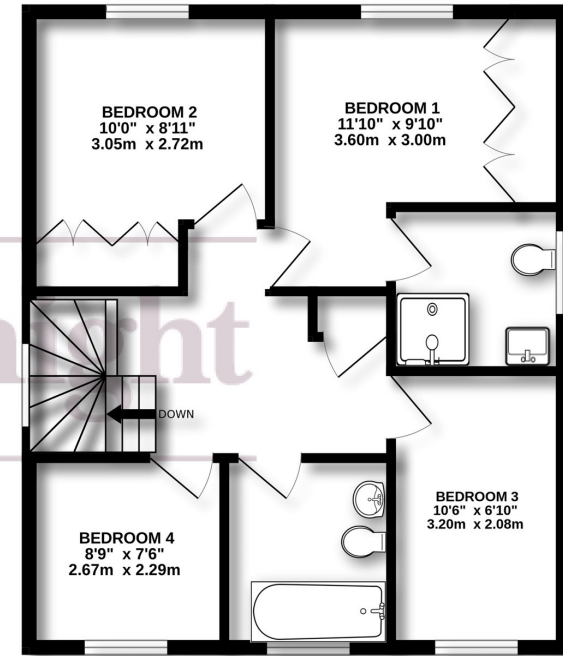 BEDROOM 2
10'0" x 8'11"
3.05m x 2.72m
BEDROOM 1
11'10" x 9'10"
3.60m x 3.00m
DOWN
BEDROOM 3
10'6" x 6'10"
3.20m x 2.08m
BEDROOM 4
8'9" x 7'6"
2.67m x 2.29m